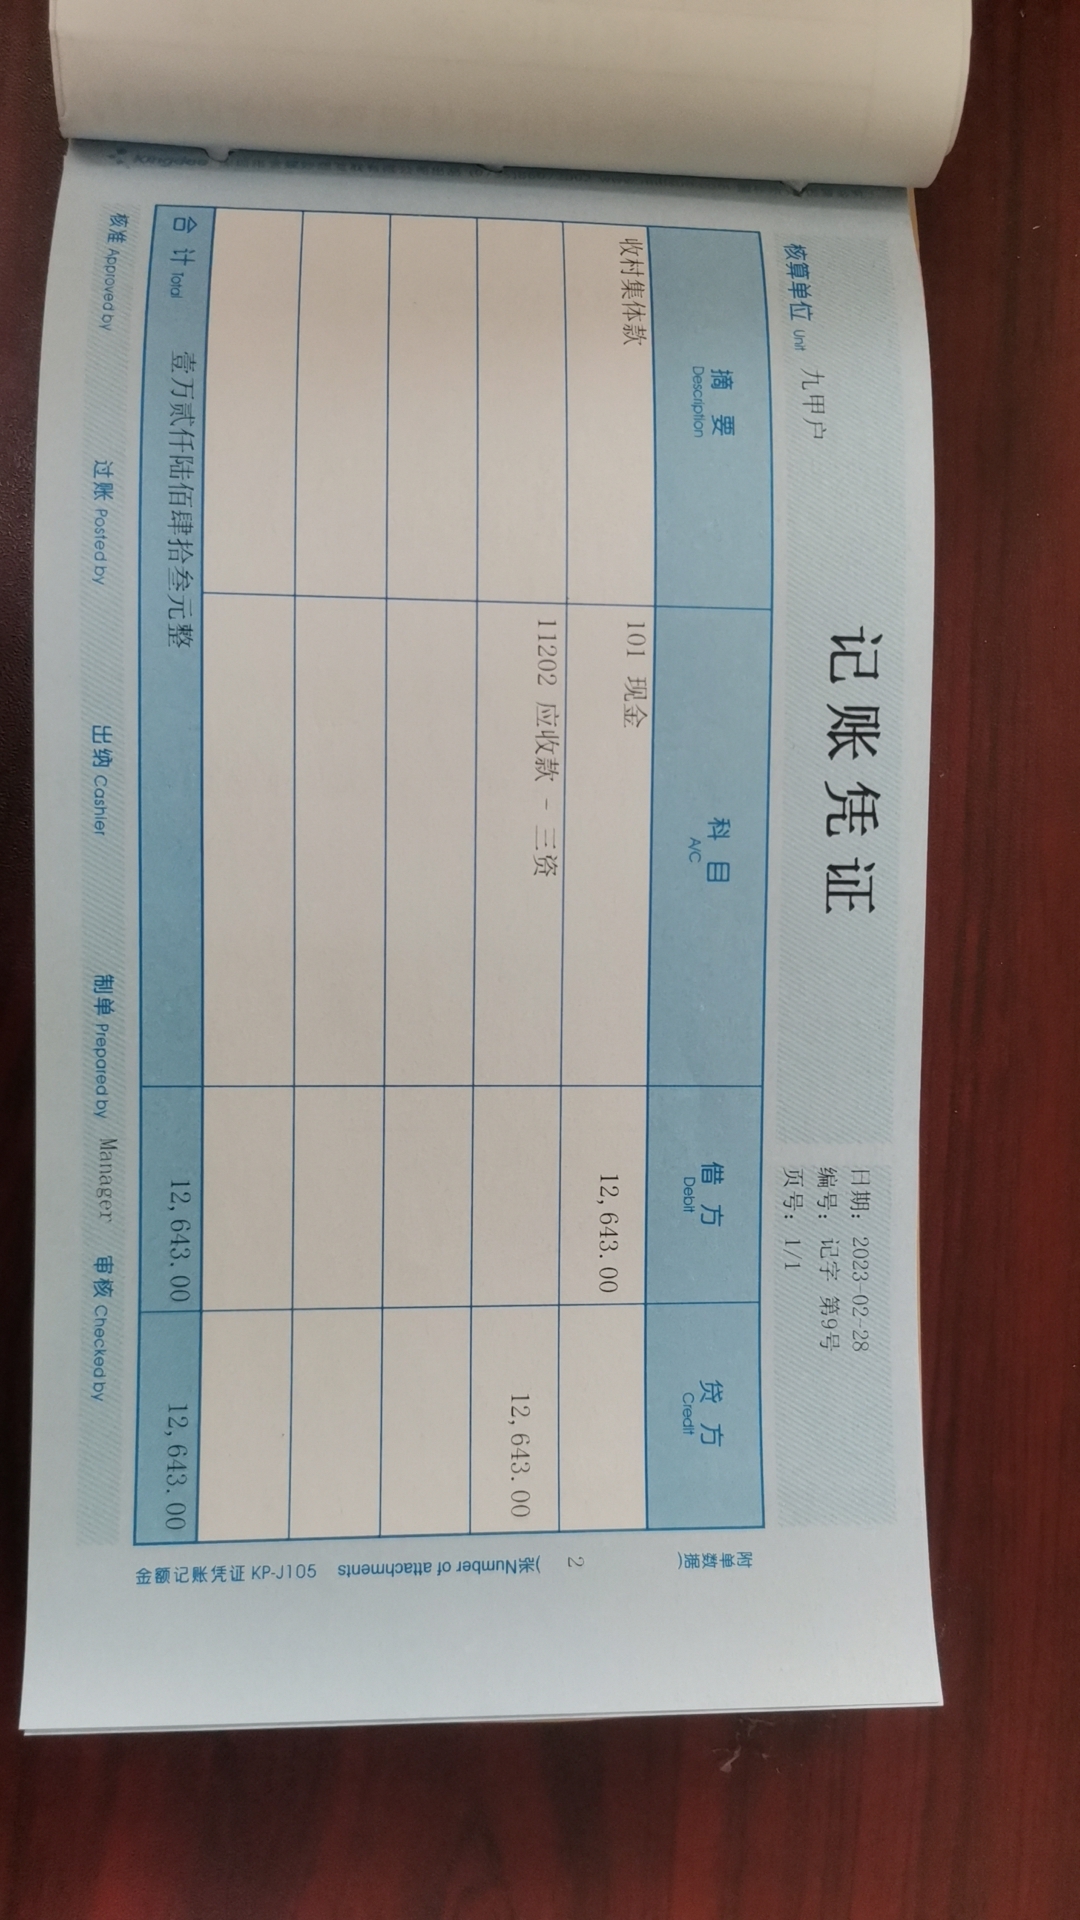 Kingdee
记账凭证
日期：2023-02-28
编号：记字 第9号
页号：1/1
核算单位 Unit 九甲户
摘 要 Description 科 目 A/C 借 方 Debit 贷 方 Credit
收村集体款 101 现金 12,643.00
11202 应收款 - 三资 12,643.00
合 计 Total 壹万贰仟陆佰肆拾叁元整 12,643.00 12,643.00
核准 Approved by 过账 Posted by 出纳 Cashier 制单 Prepared by Manager 审核 Checked by
附单据数( 2 )张 Number of attachments
金额记账凭证 KP-J105